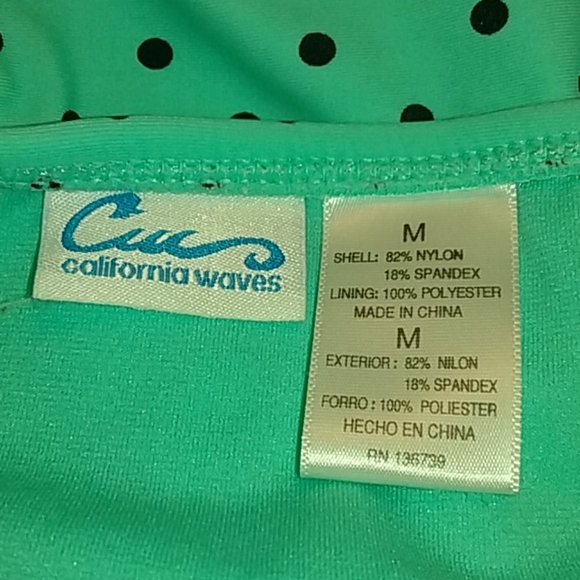 Cwc
california waves
M
SHELL: 82% NYLON
18% SPANDEX
LINING: 100% POLYESTER
MADE IN CHINA
M
EXTERIOR: 82% NILON
18% SPANDEX
FORRO: 100% POLIESTER
HECHO EN CHINA
RN 136739